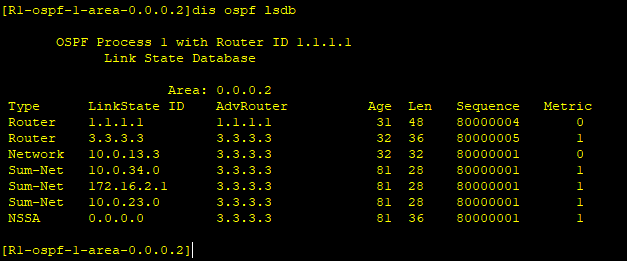 [R1-ospf-1-area-0.0.0.2]dis ospf lsdb
OSPF Process 1 with Router ID 1.1.1.1
Link State Database
Area: 0.0.0.2
Type LinkState ID AdvRouter Age Len Sequence Metric
Router 1.1.1.1 1.1.1.1 31 48 80000004 0
Router 3.3.3.3 3.3.3.3 32 36 80000005 1
Network 10.0.13.3 3.3.3.3 32 32 80000001 0
Sum-Net 10.0.34.0 3.3.3.3 81 28 80000001 1
Sum-Net 172.16.2.1 3.3.3.3 81 28 80000001 1
Sum-Net 10.0.23.0 3.3.3.3 81 28 80000001 1
NSSA 0.0.0.0 3.3.3.3 81 36 80000001 1
[R1-ospf-1-area-0.0.0.2]